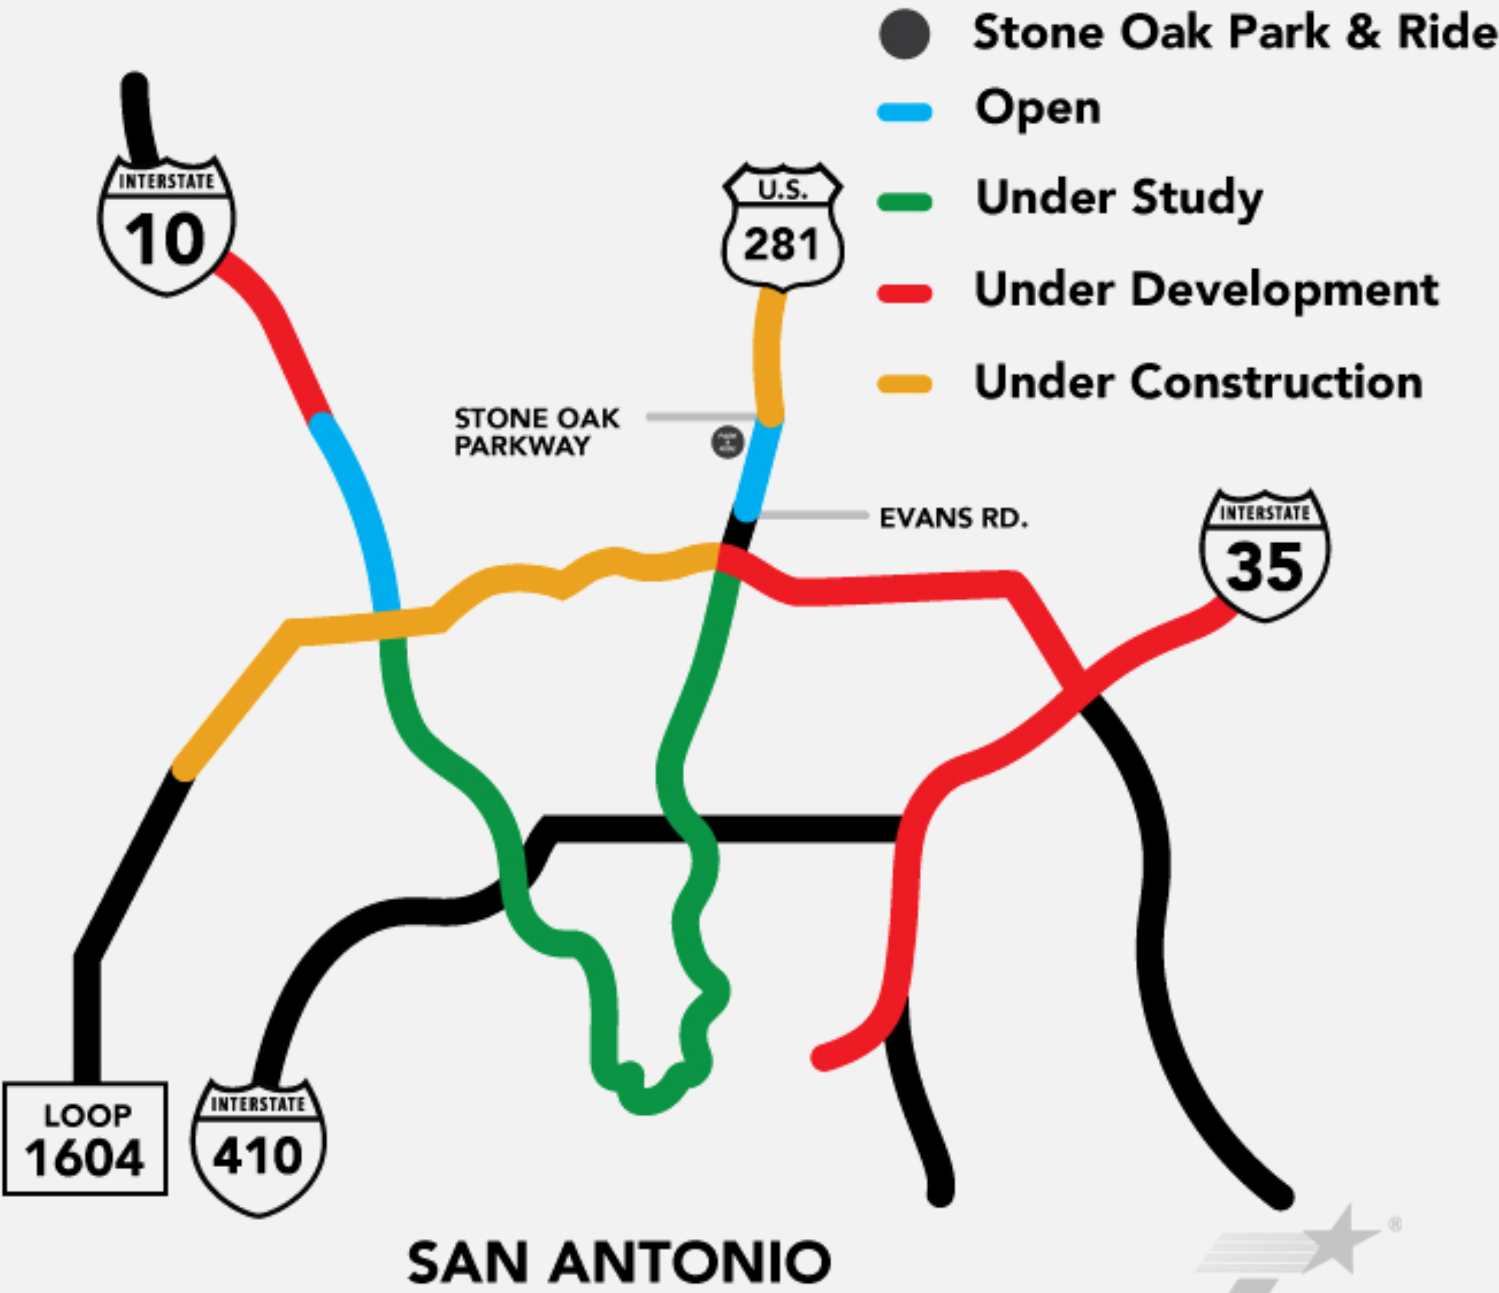 Stone Oak Park & Ride
Open
Under Study
Under Development
Under Construction
INTERSTATE
10
U.S.
281
STONE OAK
PARKWAY
EVANS RD.
INTERSTATE
35
LOOP
1604
INTERSTATE
410
SAN ANTONIO
®